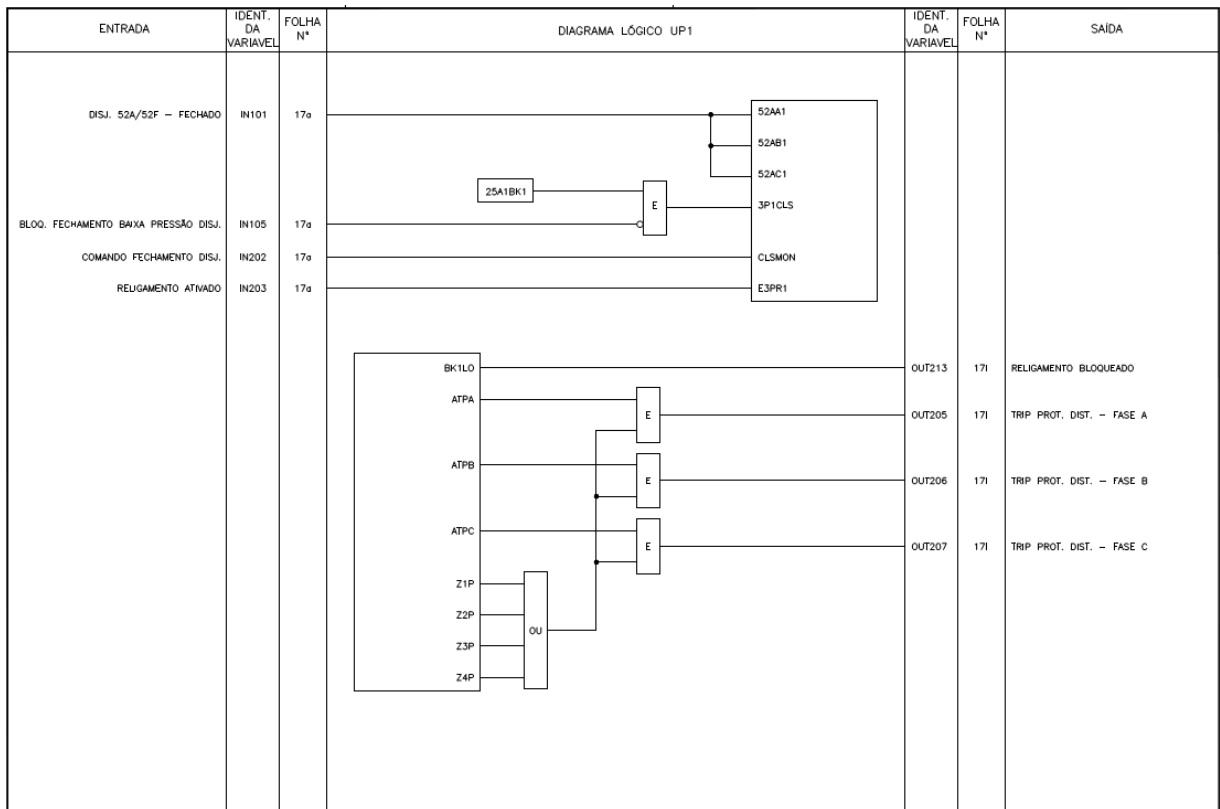 ENTRADA
IDENT.
DA
VARIAVEL
FOLHA
N°
DIAGRAMA LÓGICO UP1
IDENT.
DA
VARIAVEL
FOLHA
N°
SAÍDA
DISJ. 52A/52F – FECHADO IN101 17a
52AA1
52AB1
52AC1
25A1BK1
E
3P1CLS
BLOQ. FECHAMENTO BAIXA PRESSÃO DISJ. IN105 17a
COMANDO FECHAMENTO DISJ. IN202 17a CLSMON
RELIGAMENTO ATIVADO IN203 17a E3PR1
BK1LO OUT213 17l RELIGAMENTO BLOQUEADO
ATPA
E OUT205 17l TRIP PROT. DIST. – FASE A
ATPB
E OUT206 17l TRIP PROT. DIST. – FASE B
ATPC
E OUT207 17l TRIP PROT. DIST. – FASE C
Z1P
Z2P
OU
Z3P
Z4P